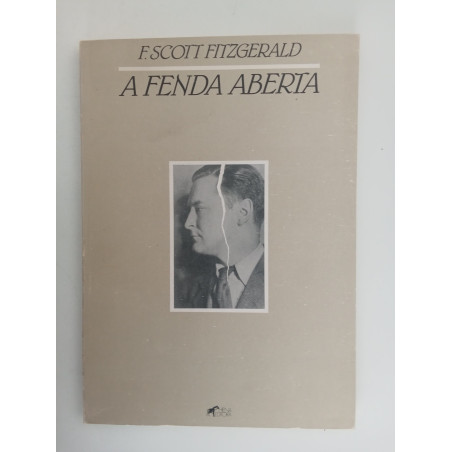 F. SCOTT FITZGERALD
A FENDA ABERTA